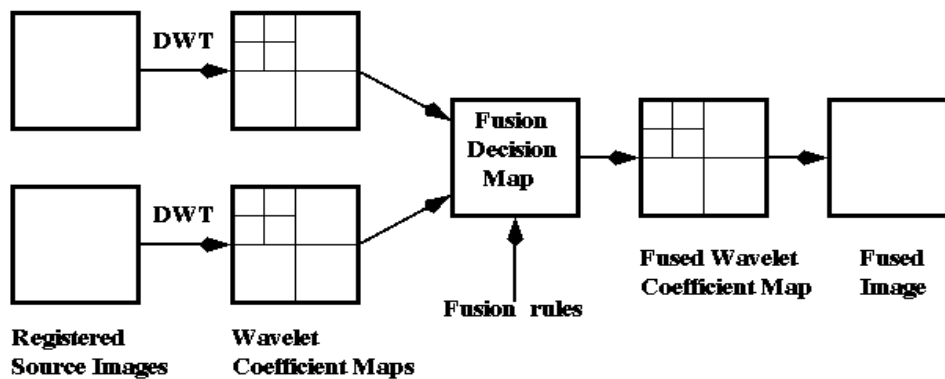 DWT
DWT
Fusion
Decision
Map
Fusion rules
Registered
Source Images
Wavelet
Coefficient Maps
Fused Wavelet
Coefficient Map
Fused
Image